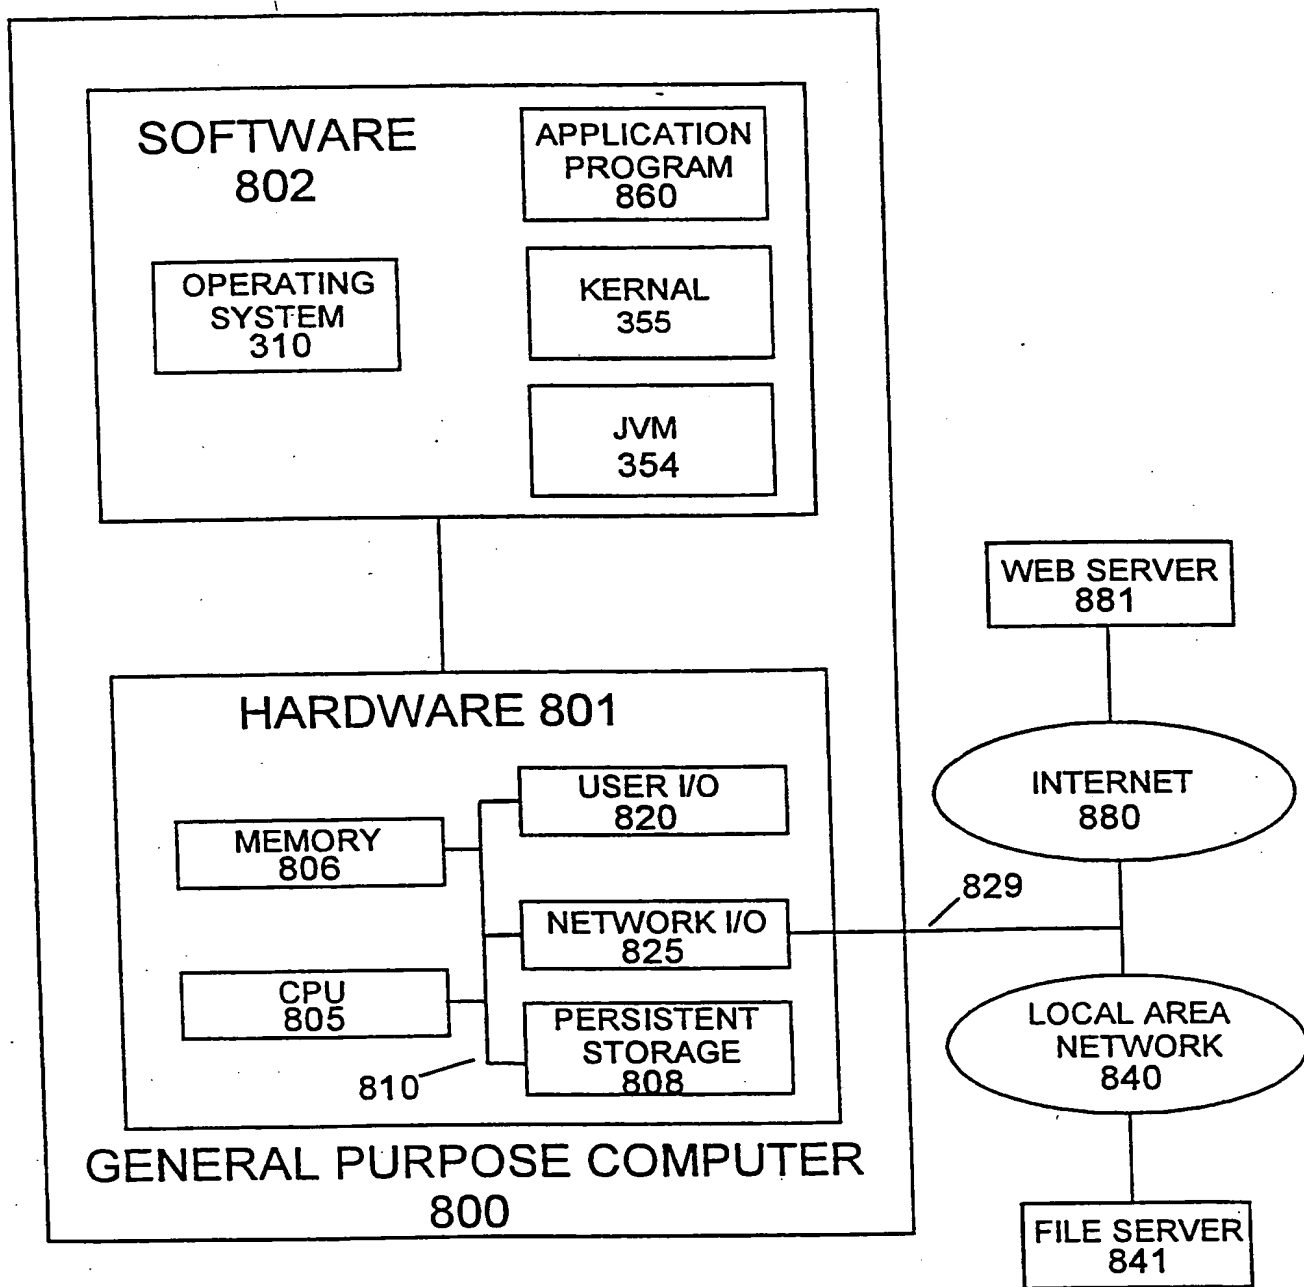 SOFTWARE
802
APPLICATION
PROGRAM
860
OPERATING
SYSTEM
310
KERNAL
355
JVM
354
WEB SERVER
881
HARDWARE 801
USER I/O
820
MEMORY
806
INTERNET
880
829
NETWORK I/O
825
CPU
805
PERSISTENT
STORAGE
808
810
LOCAL AREA
NETWORK
840
GENERAL PURPOSE COMPUTER
800
FILE SERVER
841